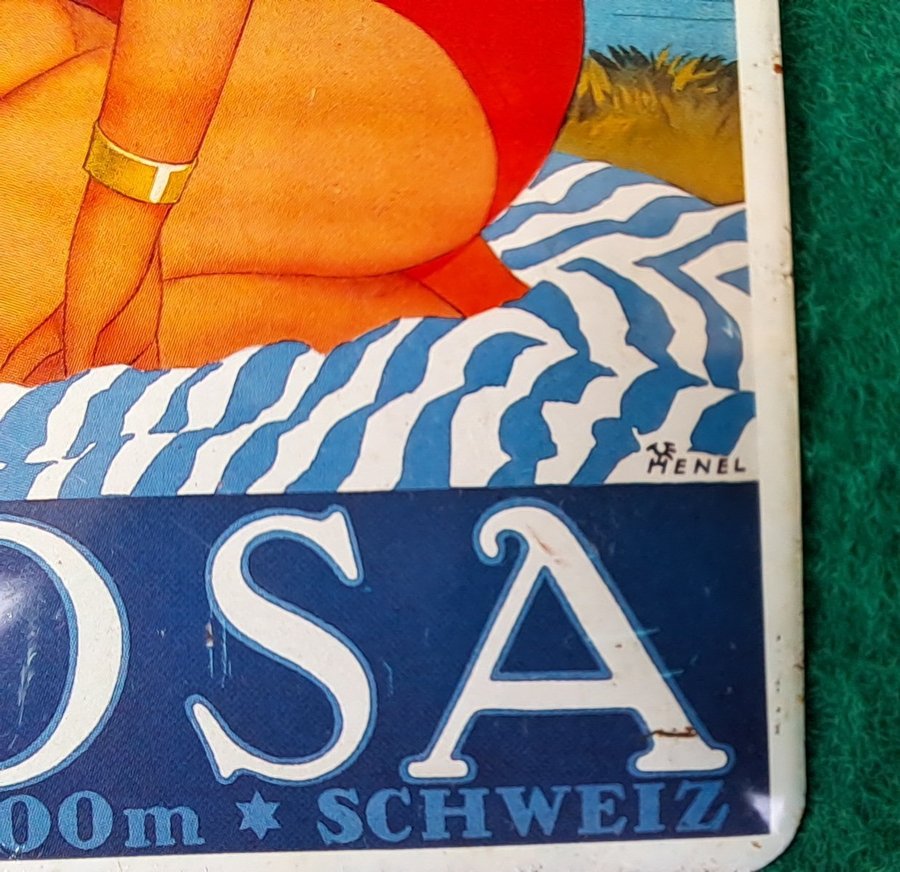 HENEL
OSA
00m * SCHWEIZ